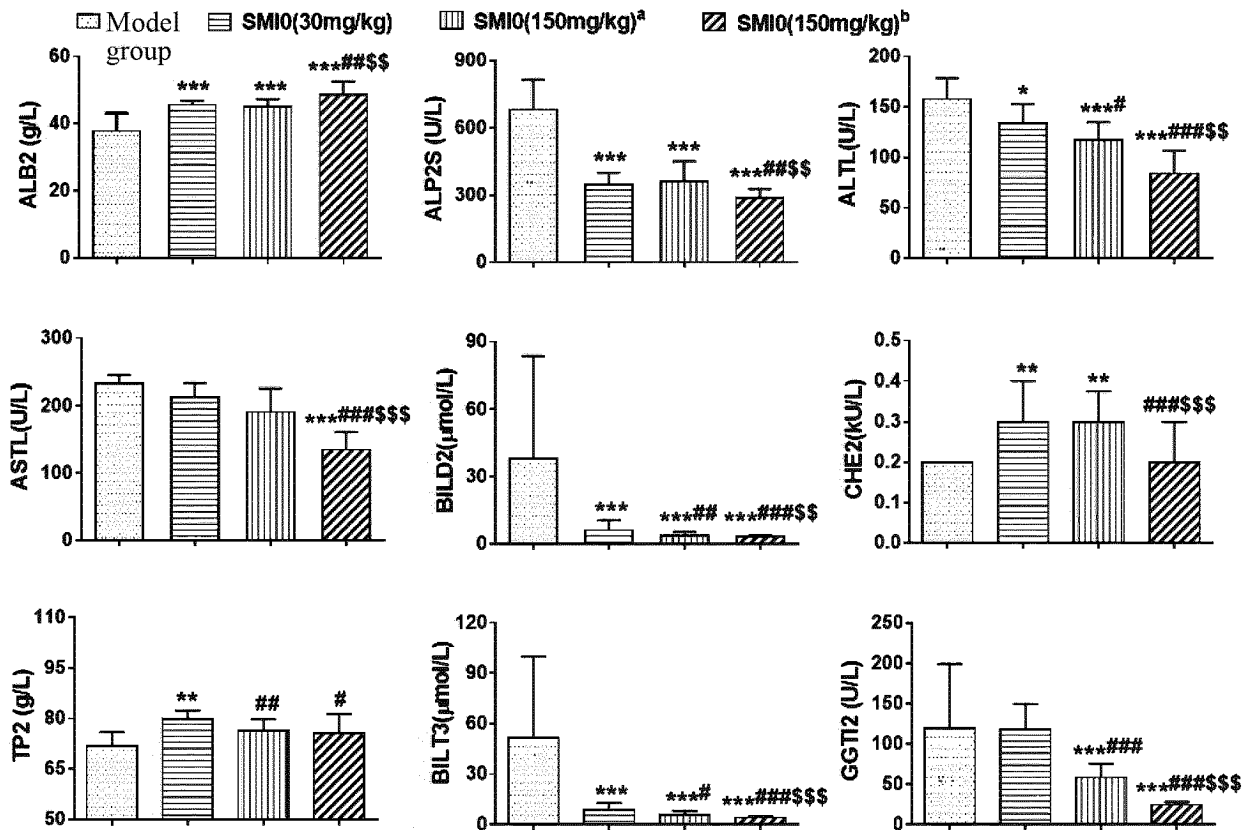 Model group SMI0(30mg/kg) SMI0(150mg/kg)ᵃ SMI0(150mg/kg)ᵇ
ALB2 (g/L)
60
40
20
0
*** *** ***##$$
ALP2S (U/L)
900
600
300
0
*** *** ***##$$
ALTL(U/L)
200
150
100
50
0
* ***# ***###$$
ASTL(U/L)
300
200
100
0
***###$$$
BILD2(μmol/L)
90
60
30
0
*** ***## ***###$$
CHE2(kU/L)
0.5
0.4
0.3
0.2
0.1
0.0
** ** ###$$$
TP2 (g/L)
110
95
80
65
50
** ## #
BILT3(μmol/L)
120
90
60
30
0
*** ***# ***###$$$
GGTI2 (U/L)
250
200
150
100
50
0
***### ***###$$$